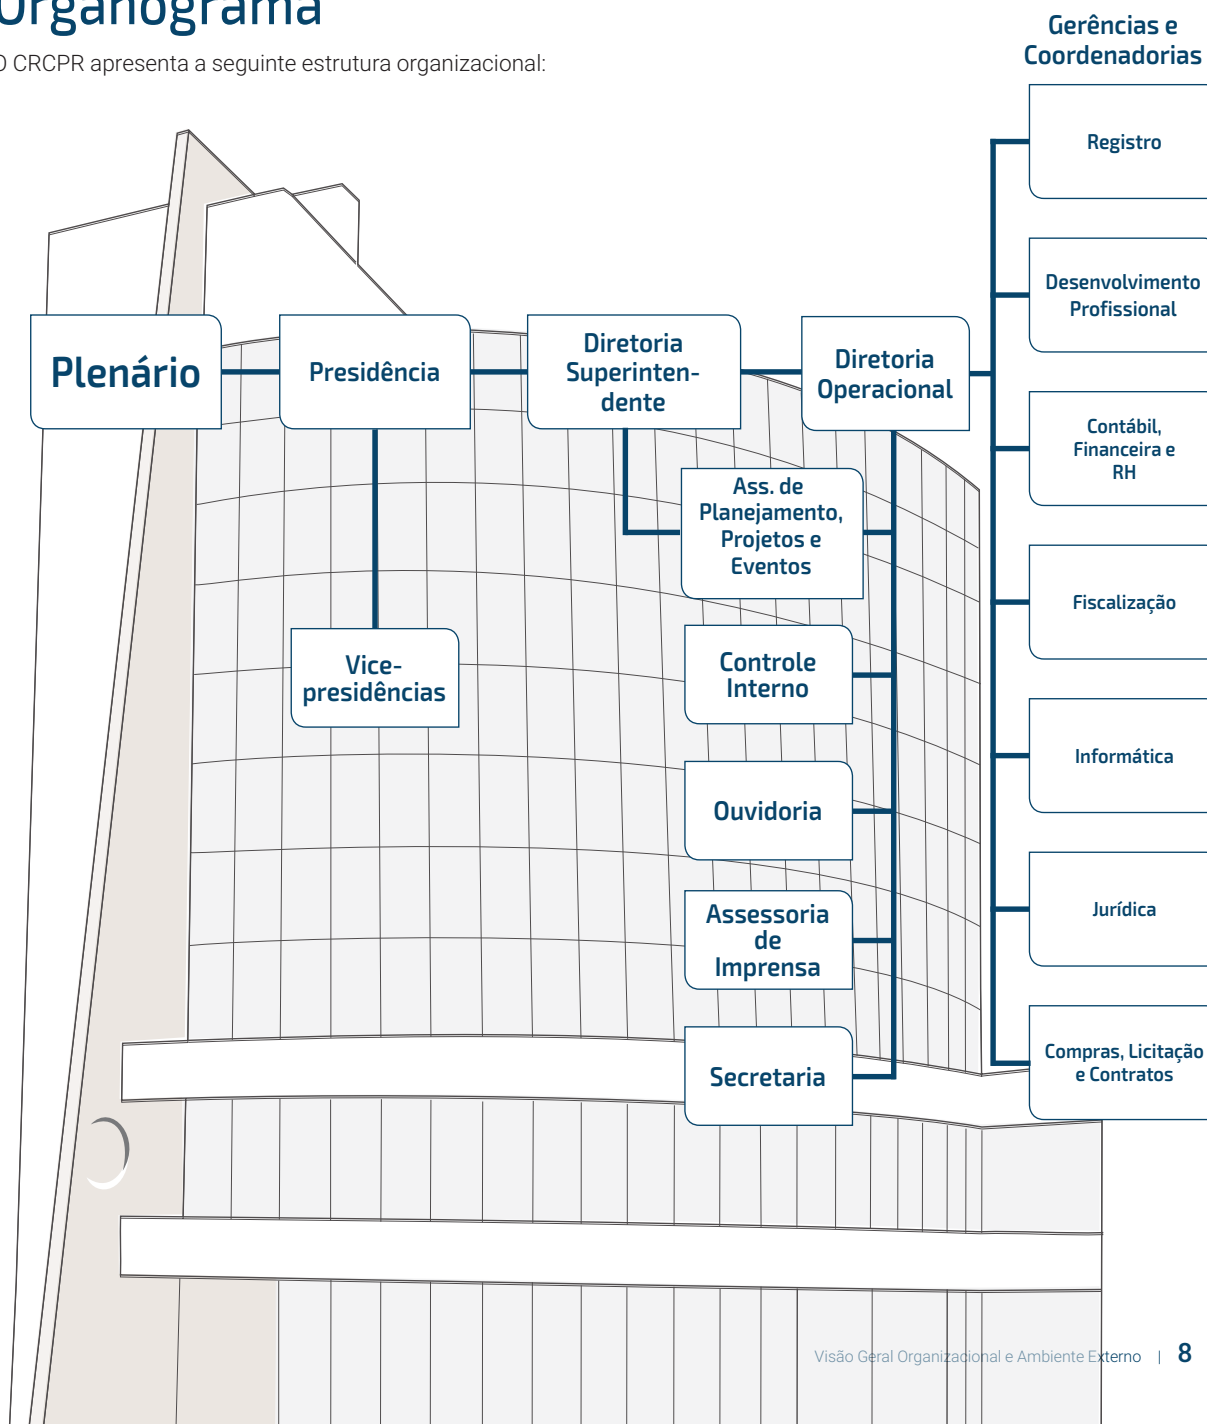 Organograma
O CRCPR apresenta a seguinte estrutura organizacional:
Gerências e
Coordenadorias
Registro
Desenvolvimento
Profissional
Contábil,
Financeira e
RH
Fiscalização
Informática
Jurídica
Compras, Licitação
e Contratos
Plenário
Presidência
Diretoria
Superinten-
dente
Diretoria
Operacional
Vice-
presidências
Ass. de
Planejamento,
Projetos e
Eventos
Controle
Interno
Ouvidoria
Assessoria
de
Imprensa
Secretaria
Visão Geral Organizacional e Ambiente Externo | 8